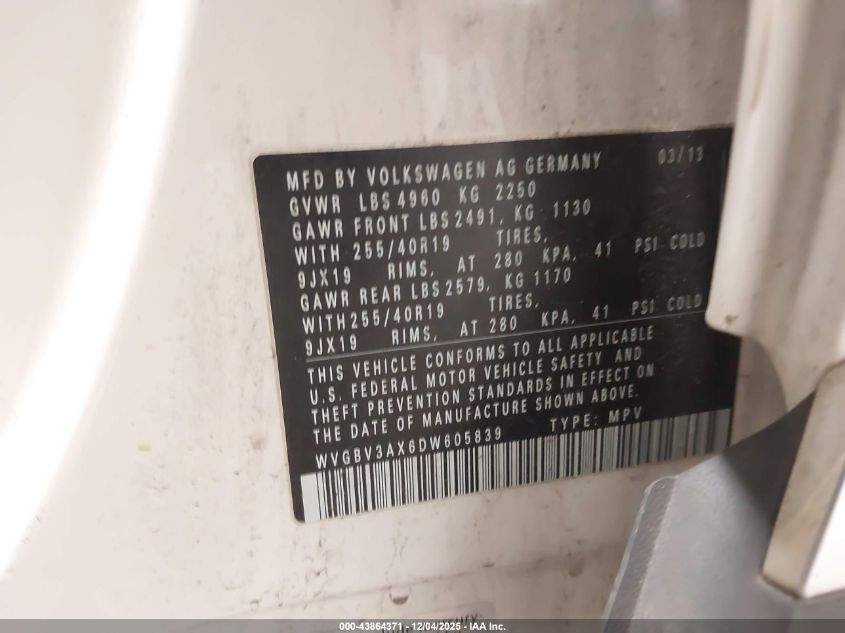 MFD BY VOLKSWAGEN AG GERMANY 03/13
GVWR LBS 4960 KG 2250
GAWR FRONT LBS 2491, KG 1130
WITH 255/40R19 TIRES,
9JX19 RIMS, AT 280 KPA, 41 PSI COLD
GAWR REAR LBS 2579, KG 1170
WITH 255/40R19 TIRES,
9JX19 RIMS, AT 280 KPA, 41 PSI COLD
THIS VEHICLE CONFORMS TO ALL APPLICABLE
U.S. FEDERAL MOTOR VEHICLE SAFETY AND
THEFT PREVENTION STANDARDS IN EFFECT ON
THE DATE OF MANUFACTURE SHOWN ABOVE.
WVGBV3AX6DW605839 TYPE: MPV
000-43864371 - 12/04/2025 - IAA Inc.